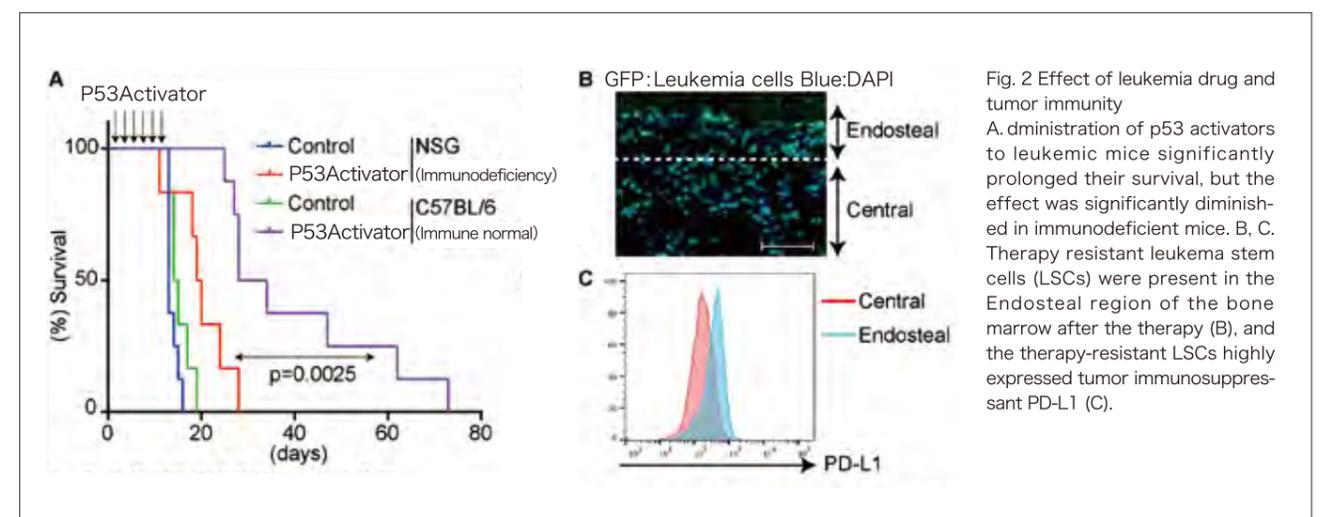 A
P53Activator
100
50
0
(%) Survival
0 20 40 60 80
(days)
Control
P53Activator
NSG
(Immunodeficiency)
Control
P53Activator
C57BL/6
(Immune normal)
p=0.0025
B GFP:Leukemia cells Blue:DAPI
Endosteal
Central
C
Central
Endosteal
PD-L1
Fig. 2 Effect of leukemia drug and
tumor immunity
A. dministration of p53 activators
to leukemic mice significantly
prolonged their survival, but the
effect was significantly diminish-
ed in immunodeficient mice. B, C.
Therapy resistant leukemia stem
cells (LSCs) were present in the
Endosteal region of the bone
marrow after the therapy (B), and
the therapy-resistant LSCs highly
expressed tumor immunosuppres-
sant PD-L1 (C).